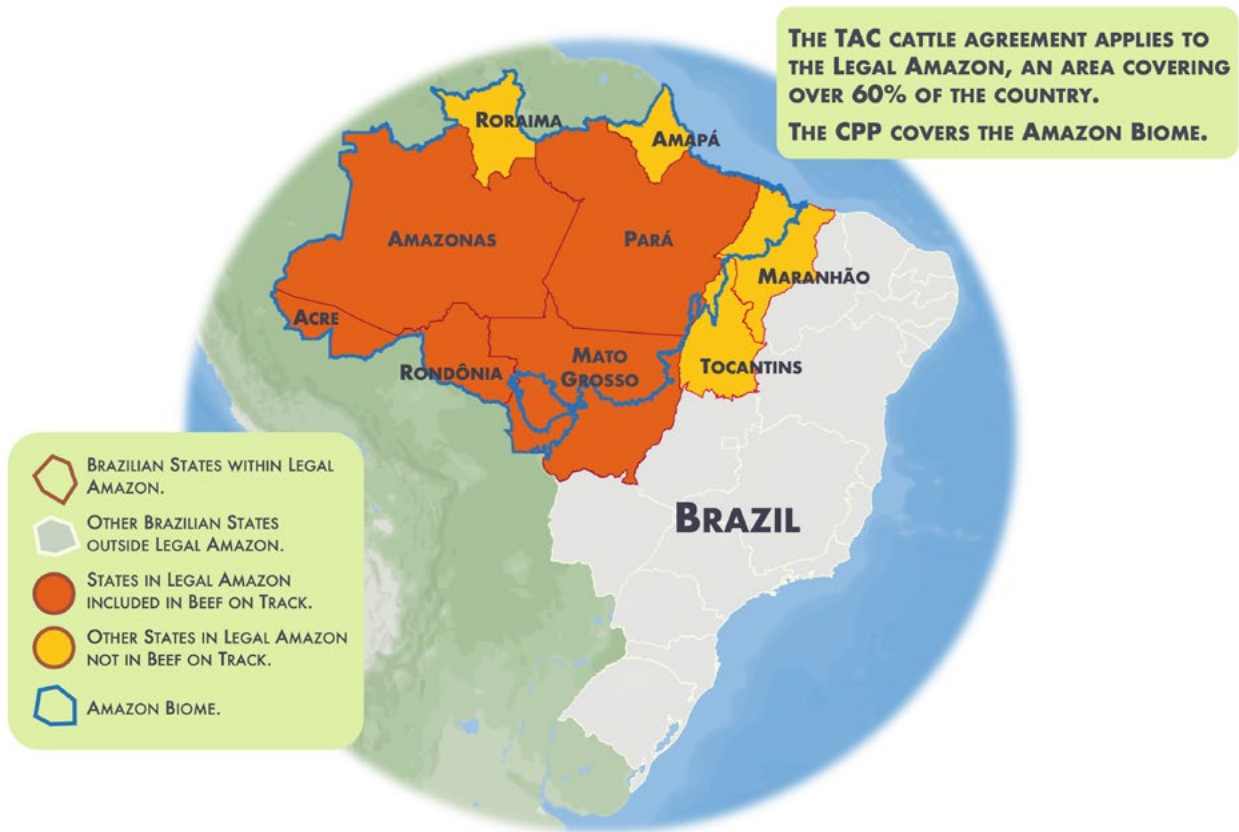 THE TAC CATTLE AGREEMENT APPLIES TO
THE LEGAL AMAZON, AN AREA COVERING
OVER 60% OF THE COUNTRY.
THE CPP COVERS THE AMAZON BIOME.
RORAIMA
AMAPÁ
AMAZONAS
PARÁ
MARANHÃO
ACRE
RONDÔNIA
MATO
GROSSO
TOCANTINS
BRAZIL
BRAZILIAN STATES WITHIN LEGAL
AMAZON.
OTHER BRAZILIAN STATES
OUTSIDE LEGAL AMAZON.
STATES IN LEGAL AMAZON
INCLUDED IN BEEF ON TRACK.
OTHER STATES IN LEGAL AMAZON
NOT IN BEEF ON TRACK.
AMAZON BIOME.